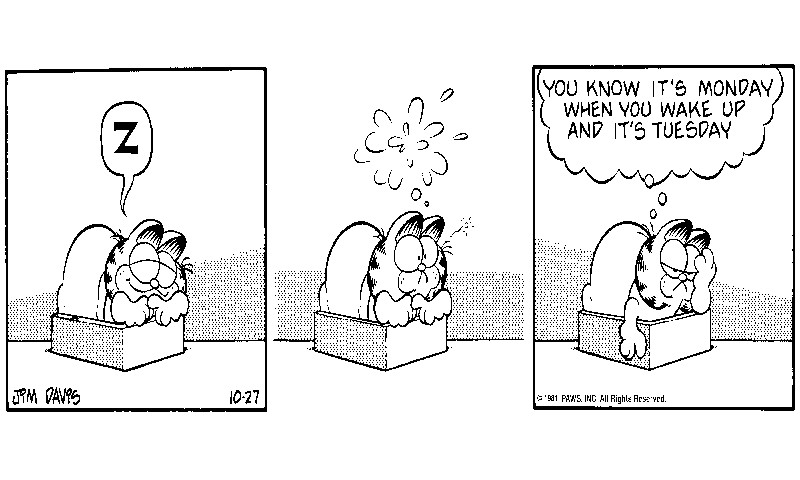 Z
JIM DAVIS
10-27
YOU KNOW IT'S MONDAY
WHEN YOU WAKE UP
AND IT'S TUESDAY
© 1981 PAWS, INC. All Rights Reserved.